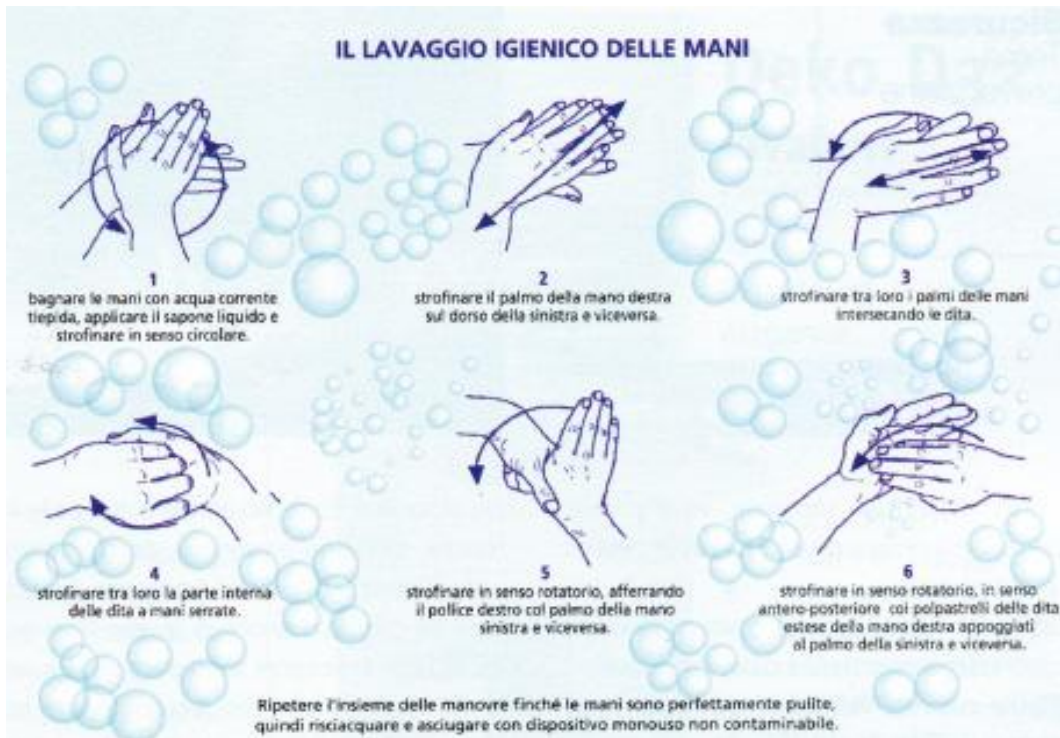 IL LAVAGGIO IGIENICO DELLE MANI
1
bagnare le mani con acqua corrente
tiepida, applicare il sapone liquido e
strofinare in senso circolare.
2
strofinare il palmo della mano destra
sul dorso della sinistra e viceversa.
3
strofinare tra loro i palmi delle mani
intersecando le dita.
4
strofinare tra loro la parte interna
delle dita a mani serrate.
5
strofinare in senso rotatorio, afferrando
il pollice destro col palmo della mano
sinistra e viceversa.
6
strofinare in senso rotatorio, in senso
antero-posteriore coi polpastrelli delle dita
estese della mano destra appoggiati
al palmo della sinistra e viceversa.
Ripetere l'insieme delle manovre finché le mani sono perfettamente pulite,
quindi risciacquare e asciugare con dispositivo monouso non contaminabile.